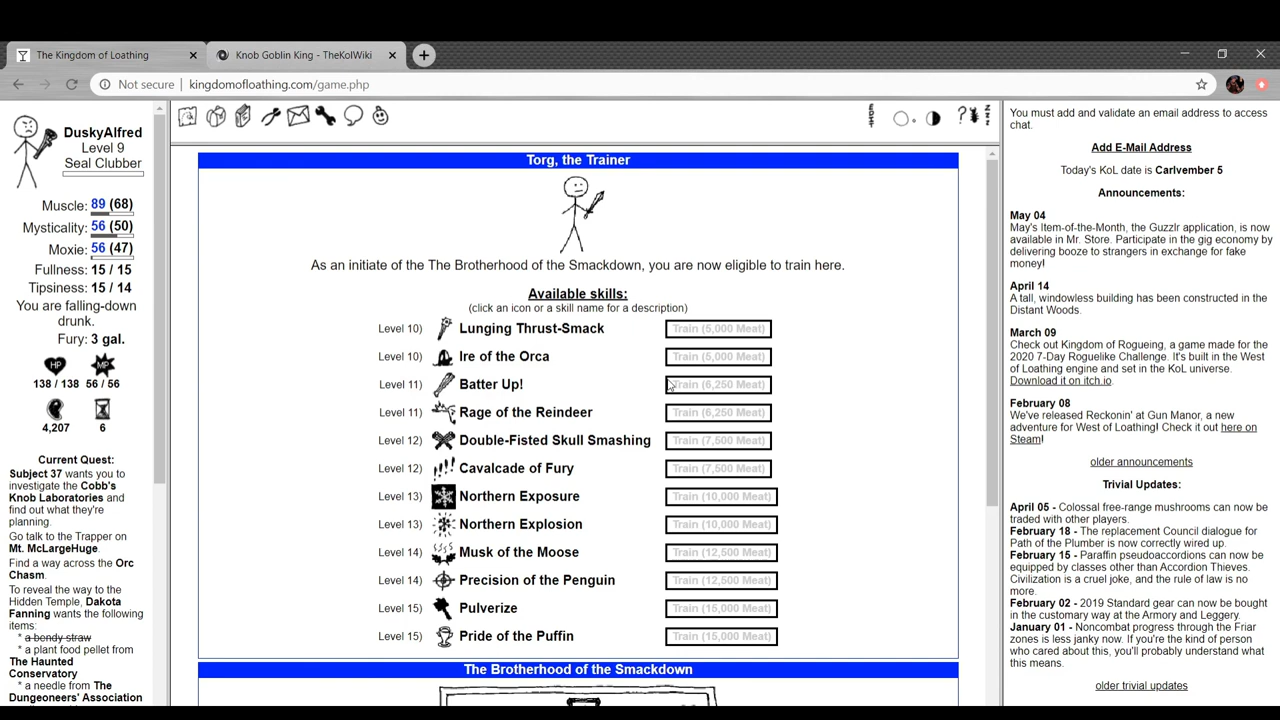 The Kingdom of Loathing
Knob Goblin King - TheKolWiki
Not secure
kingdomofloathing.com/game.php
DuskyAlfred
Level 9
Seal Clubber
Muscle: 89 (68)
Mysticality: 56 (50)
Moxie: 56 (47)
Fullness: 15 / 15
Tipsiness: 15 / 14
You are falling-down
drunk.
Fury: 3 gal.
HP
MP
138 / 138
56 / 56
4,207
6
Current Quest:
Subject 37 wants you to
investigate the Cobb's
Knob Laboratories and
find out what they're
planning.
Go talk to the Trapper on
Mt. McLargeHuge.
Find a way across the Orc
Chasm.
To reveal the way to the
Hidden Temple, Dakota
Fanning wants the following
items:
* a bendy straw
* a plant food pellet from
The Haunted
Conservatory
* a needle from The
Dungeoneers' Association
Torg, the Trainer
As an initiate of the The Brotherhood of the Smackdown, you are now eligible to train here.
Available skills:
(click an icon or a skill name for a description)
Level 10) Lunging Thrust-Smack Train (5,000 Meat)
Level 10) Ire of the Orca Train (5,000 Meat)
Level 11) Batter Up! Train (6,250 Meat)
Level 11) Rage of the Reindeer Train (6,250 Meat)
Level 12) Double-Fisted Skull Smashing Train (7,500 Meat)
Level 12) Cavalcade of Fury Train (7,500 Meat)
Level 13) Northern Exposure Train (10,000 Meat)
Level 13) Northern Explosion Train (10,000 Meat)
Level 14) Musk of the Moose Train (12,500 Meat)
Level 14) Precision of the Penguin Train (12,500 Meat)
Level 15) Pulverize Train (15,000 Meat)
Level 15) Pride of the Puffin Train (15,000 Meat)
The Brotherhood of the Smackdown
You must add and validate an email address to access
chat.
Add E-Mail Address
Today's KoL date is Carlvember 5
Announcements:
May 04
May's Item-of-the-Month, the Guzzlr application, is now
available in Mr. Store. Participate in the gig economy by
delivering booze to strangers in exchange for fake
money!
April 14
A tall, windowless building has been constructed in the
Distant Woods.
March 09
Check out Kingdom of Rogueing, a game made for the
2020 7-Day Roguelike Challenge. It's built in the West
of Loathing engine and set in the KoL universe.
Download it on itch.io.
February 08
We've released Reckonin' at Gun Manor, a new
adventure for West of Loathing! Check it out here on
Steam!
older announcements
Trivial Updates:
April 05 - Colossal free-range mushrooms can now be
traded with other players.
February 18 - The replacement Council dialogue for
Path of the Plumber is now correctly wired up.
February 15 - Paraffin pseudoaccordions can now be
equipped by classes other than Accordion Thieves.
Civilization is a cruel joke, and the rule of law is no
more.
February 02 - 2019 Standard gear can now be bought
in the customary way at the Armory and Leggery.
January 01 - Noncombat progress through the Friar
zones is less janky now. If you're the kind of person
who cared about this, you'll probably understand what
this means.
older trivial updates